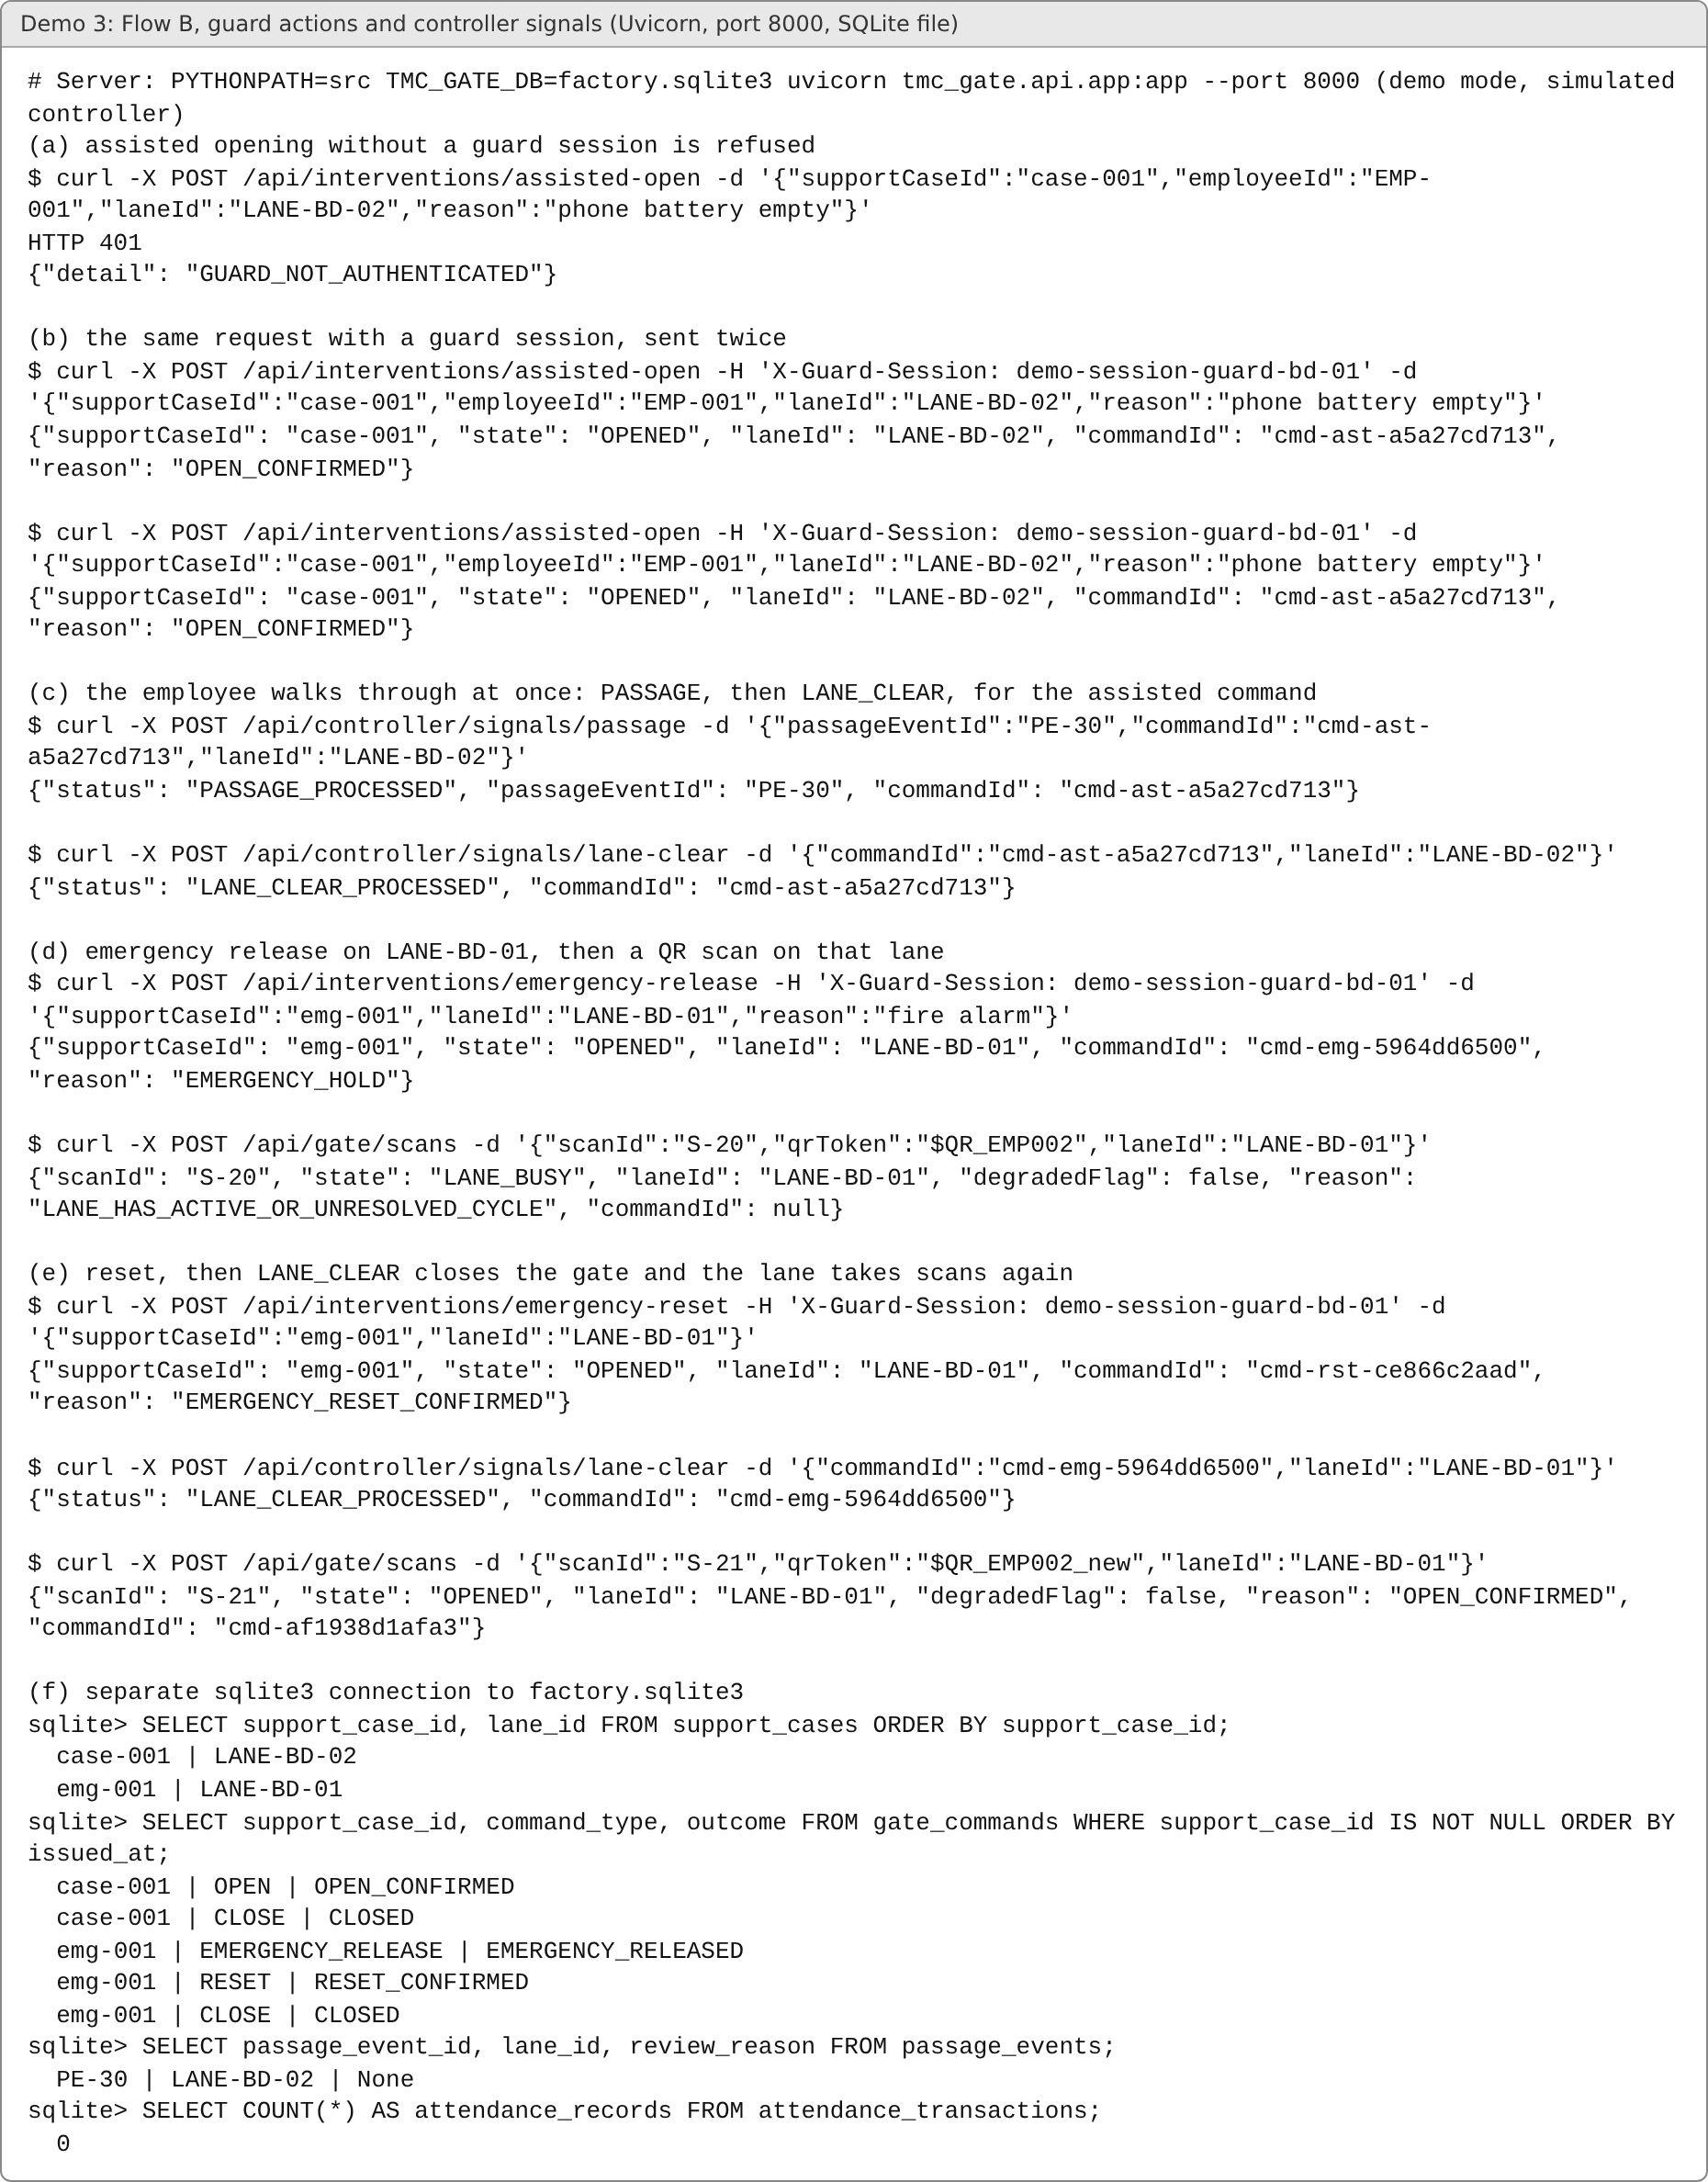 Demo 3: Flow B, guard actions and controller signals (Uvicorn, port 8000, SQLite file)
# Server: PYTHONPATH=src TMC_GATE_DB=factory.sqlite3 uvicorn tmc_gate.api.app:app --port 8000 (demo mode, simulated
controller)
(a) assisted opening without a guard session is refused
$ curl -X POST /api/interventions/assisted-open -d '{"supportCaseId":"case-001","employeeId":"EMP-
001","laneId":"LANE-BD-02","reason":"phone battery empty"}'
HTTP 401
{"detail": "GUARD_NOT_AUTHENTICATED"}
(b) the same request with a guard session, sent twice
$ curl -X POST /api/interventions/assisted-open -H 'X-Guard-Session: demo-session-guard-bd-01' -d
'{"supportCaseId":"case-001","employeeId":"EMP-001","laneId":"LANE-BD-02","reason":"phone battery empty"}'
{"supportCaseId": "case-001", "state": "OPENED", "laneId": "LANE-BD-02", "commandId": "cmd-ast-a5a27cd713",
"reason": "OPEN_CONFIRMED"}
$ curl -X POST /api/interventions/assisted-open -H 'X-Guard-Session: demo-session-guard-bd-01' -d
'{"supportCaseId":"case-001","employeeId":"EMP-001","laneId":"LANE-BD-02","reason":"phone battery empty"}'
{"supportCaseId": "case-001", "state": "OPENED", "laneId": "LANE-BD-02", "commandId": "cmd-ast-a5a27cd713",
"reason": "OPEN_CONFIRMED"}
(c) the employee walks through at once: PASSAGE, then LANE_CLEAR, for the assisted command
$ curl -X POST /api/controller/signals/passage -d '{"passageEventId":"PE-30","commandId":"cmd-ast-
a5a27cd713","laneId":"LANE-BD-02"}'
{"status": "PASSAGE_PROCESSED", "passageEventId": "PE-30", "commandId": "cmd-ast-a5a27cd713"}
$ curl -X POST /api/controller/signals/lane-clear -d '{"commandId":"cmd-ast-a5a27cd713","laneId":"LANE-BD-02"}'
{"status": "LANE_CLEAR_PROCESSED", "commandId": "cmd-ast-a5a27cd713"}
(d) emergency release on LANE-BD-01, then a QR scan on that lane
$ curl -X POST /api/interventions/emergency-release -H 'X-Guard-Session: demo-session-guard-bd-01' -d
'{"supportCaseId":"emg-001","laneId":"LANE-BD-01","reason":"fire alarm"}'
{"supportCaseId": "emg-001", "state": "OPENED", "laneId": "LANE-BD-01", "commandId": "cmd-emg-5964dd6500",
"reason": "EMERGENCY_HOLD"}
$ curl -X POST /api/gate/scans -d '{"scanId":"S-20","qrToken":"$QR_EMP002","laneId":"LANE-BD-01"}'
{"scanId": "S-20", "state": "LANE_BUSY", "laneId": "LANE-BD-01", "degradedFlag": false, "reason":
"LANE_HAS_ACTIVE_OR_UNRESOLVED_CYCLE", "commandId": null}
(e) reset, then LANE_CLEAR closes the gate and the lane takes scans again
$ curl -X POST /api/interventions/emergency-reset -H 'X-Guard-Session: demo-session-guard-bd-01' -d
'{"supportCaseId":"emg-001","laneId":"LANE-BD-01"}'
{"supportCaseId": "emg-001", "state": "OPENED", "laneId": "LANE-BD-01", "commandId": "cmd-rst-ce866c2aad",
"reason": "EMERGENCY_RESET_CONFIRMED"}
$ curl -X POST /api/controller/signals/lane-clear -d '{"commandId":"cmd-emg-5964dd6500","laneId":"LANE-BD-01"}'
{"status": "LANE_CLEAR_PROCESSED", "commandId": "cmd-emg-5964dd6500"}
$ curl -X POST /api/gate/scans -d '{"scanId":"S-21","qrToken":"$QR_EMP002_new","laneId":"LANE-BD-01"}'
{"scanId": "S-21", "state": "OPENED", "laneId": "LANE-BD-01", "degradedFlag": false, "reason": "OPEN_CONFIRMED",
"commandId": "cmd-af1938d1afa3"}
(f) separate sqlite3 connection to factory.sqlite3
sqlite> SELECT support_case_id, lane_id FROM support_cases ORDER BY support_case_id;
case-001 | LANE-BD-02
emg-001 | LANE-BD-01
sqlite> SELECT support_case_id, command_type, outcome FROM gate_commands WHERE support_case_id IS NOT NULL ORDER BY
issued_at;
case-001 | OPEN | OPEN_CONFIRMED
case-001 | CLOSE | CLOSED
emg-001 | EMERGENCY_RELEASE | EMERGENCY_RELEASED
emg-001 | RESET | RESET_CONFIRMED
emg-001 | CLOSE | CLOSED
sqlite> SELECT passage_event_id, lane_id, review_reason FROM passage_events;
PE-30 | LANE-BD-02 | None
sqlite> SELECT COUNT(*) AS attendance_records FROM attendance_transactions;
0